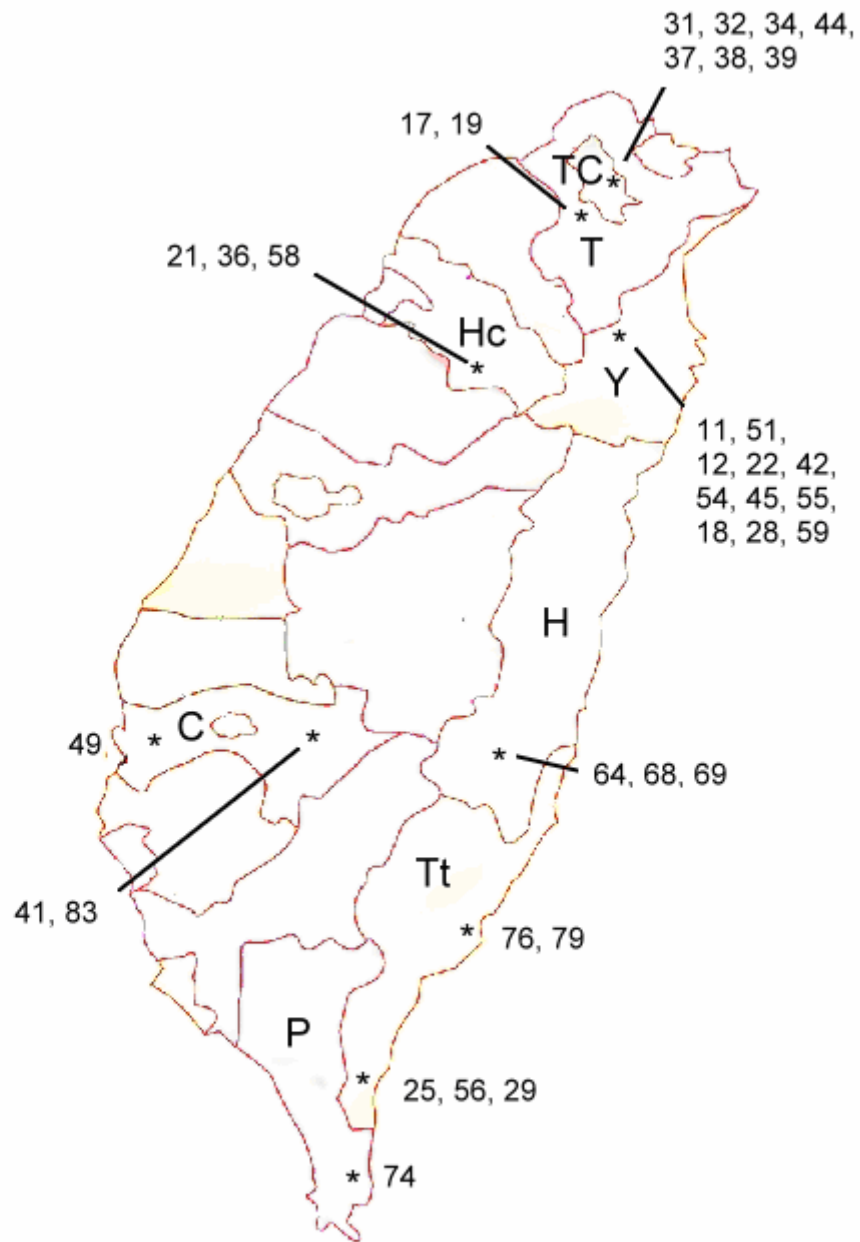 31, 32, 34, 44,
37, 38, 39
17, 19
TC
*
*
T
21, 36, 58
Hc
*
*
Y
11, 51,
12, 22, 42,
54, 45, 55,
18, 28, 59
H
C
49
*
*
*
64, 68, 69
Tt
41, 83
*
76, 79
P
*
25, 56, 29
*
74